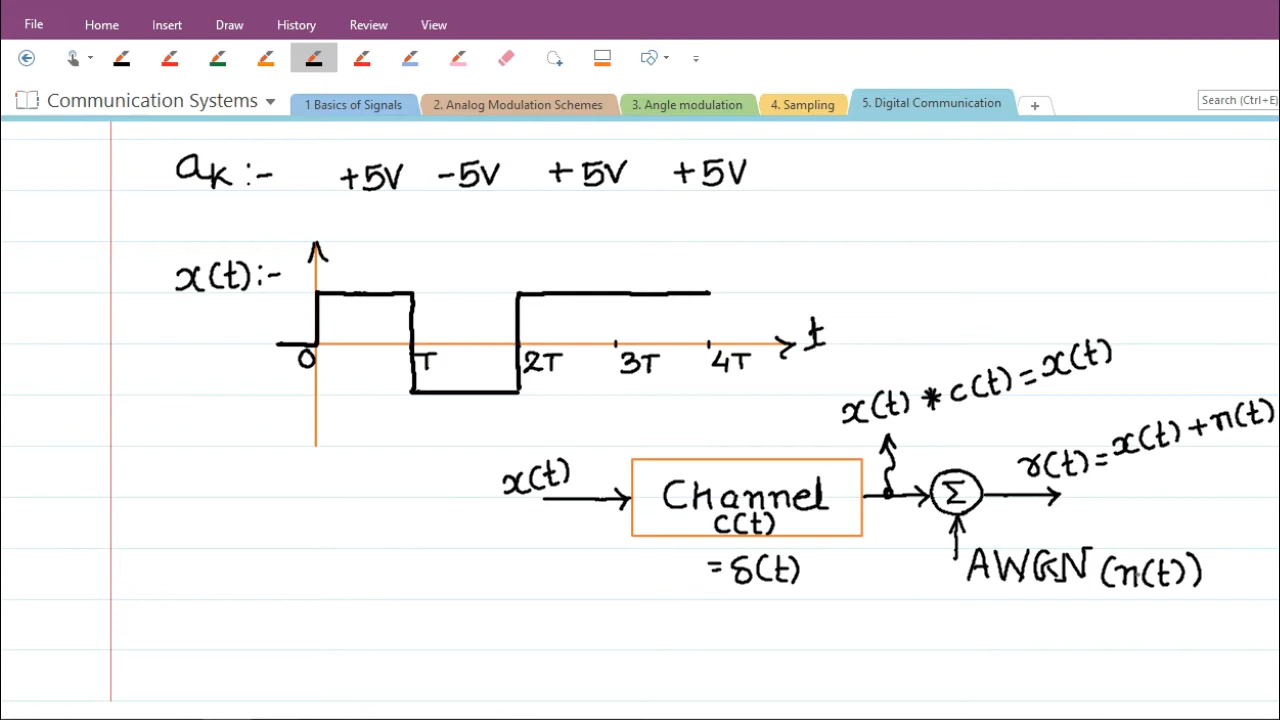 File Home Insert Draw History Review View
Communication Systems 1 Basics of Signals 2. Analog Modulation Schemes 3. Angle modulation 4. Sampling 5. Digital Communication + Search (Ctrl+E)
aₖ :- +5V -5V +5V +5V
x(t) :-
0 T 2T 3T 4T t
x(t) * c(t) = x(t)
x(t) Channel Σ r(t) = x(t) + n(t)
c(t)
= δ(t) AWGN (n(t))